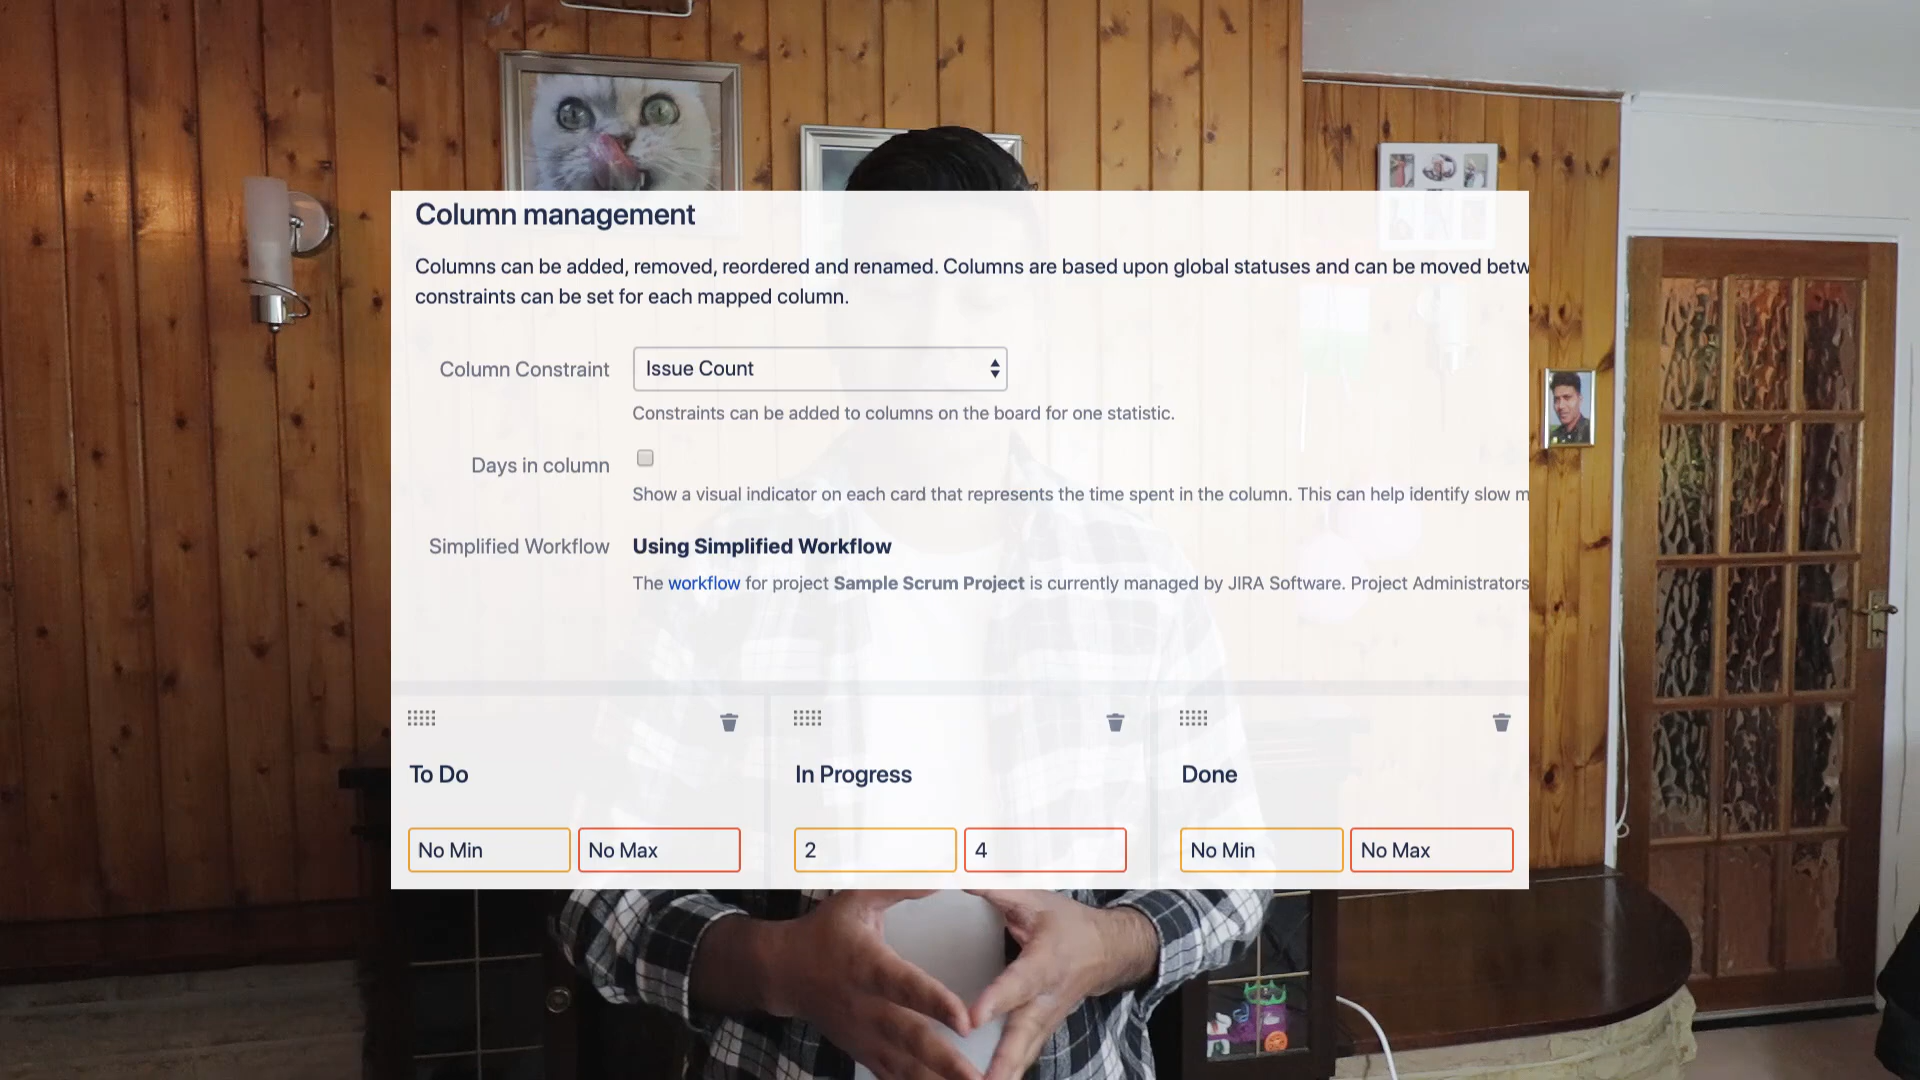 Column management
Columns can be added, removed, reordered and renamed. Columns are based upon global statuses and can be moved betw
constraints can be set for each mapped column.
Column Constraint
Issue Count
Constraints can be added to columns on the board for one statistic.
Days in column
Show a visual indicator on each card that represents the time spent in the column. This can help identify slow m
Simplified Workflow
Using Simplified Workflow
The workflow for project Sample Scrum Project is currently managed by JIRA Software. Project Administrators
To Do
In Progress
Done
No Min
No Max
2
4
No Min
No Max